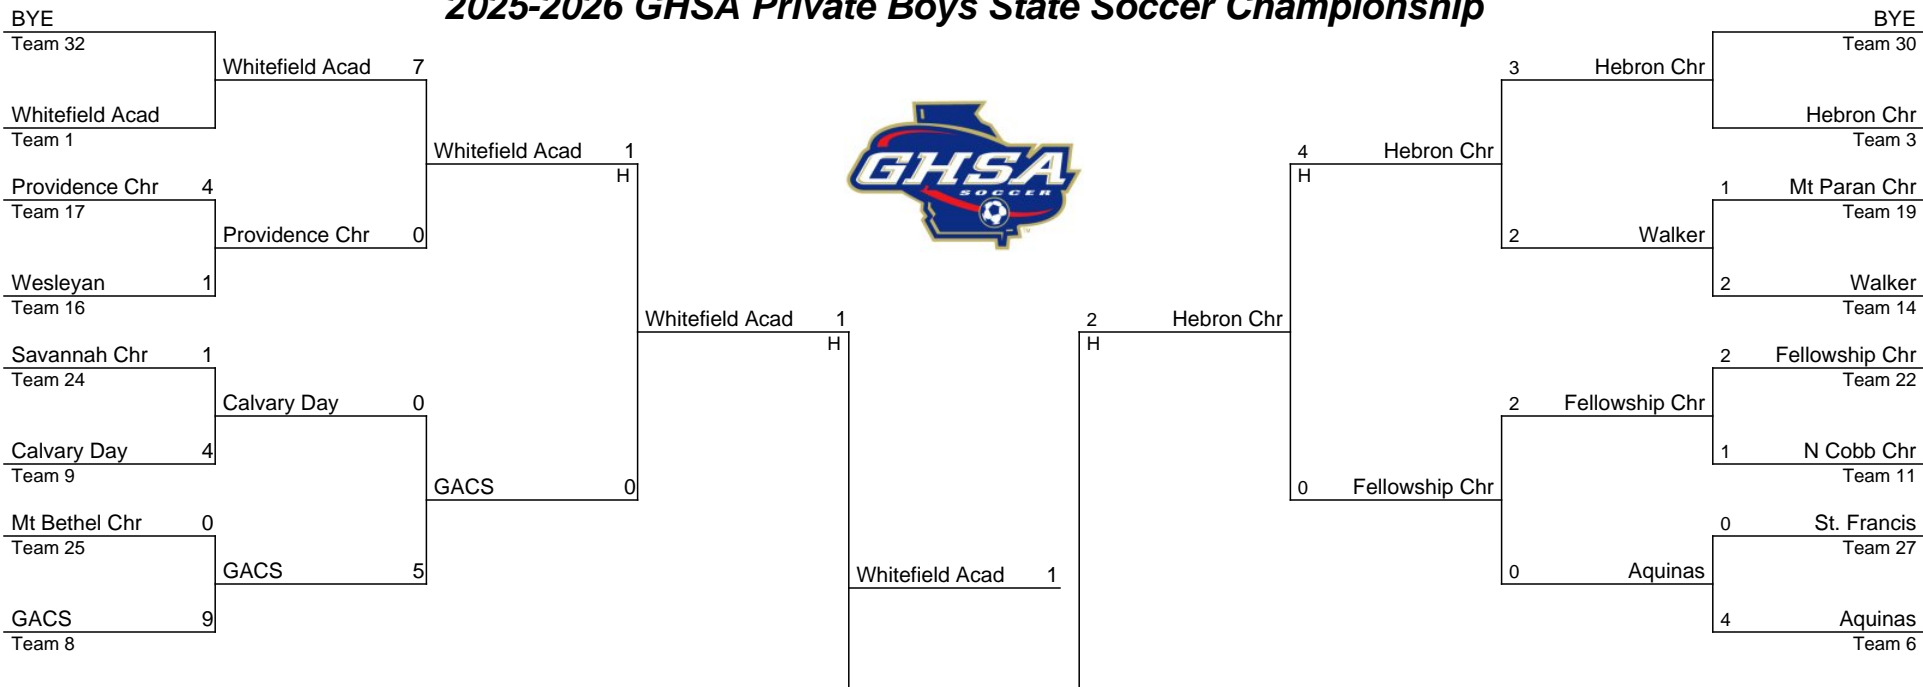 2025-2026 GHSA Private Boys State Soccer Championship
BYE
Team 32
Whitefield Acad 7
Whitefield Acad
Team 1
Whitefield Acad 1
H
Providence Chr 4
Team 17
Providence Chr 0
Wesleyan 1
Team 16
Whitefield Acad 1
H
Savannah Chr 1
Team 24
Calvary Day 0
Calvary Day 4
Team 9
GACS 0
Mt Bethel Chr 0
Team 25
GACS 5
GACS 9
Team 8
Whitefield Acad 1
GHSA
SOCCER
TM
BYE
Team 30
3 Hebron Chr
Hebron Chr
Team 3
4 Hebron Chr
H
1 Mt Paran Chr
Team 19
2 Walker
2 Walker
Team 14
2 Hebron Chr
H
2 Fellowship Chr
Team 22
2 Fellowship Chr
1 N Cobb Chr
Team 11
0 Fellowship Chr
0 St. Francis
Team 27
0 Aquinas
4 Aquinas
Team 6